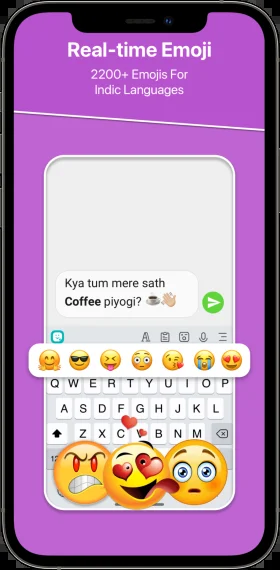 Real-time Emoji
2200+ Emojis For
Indic Languages
Kya tum mere sath
Coffee piyogi? ☕👋🏼
Q W E R T Y U I O P
A S D F G H J K L
Z X C V B N M